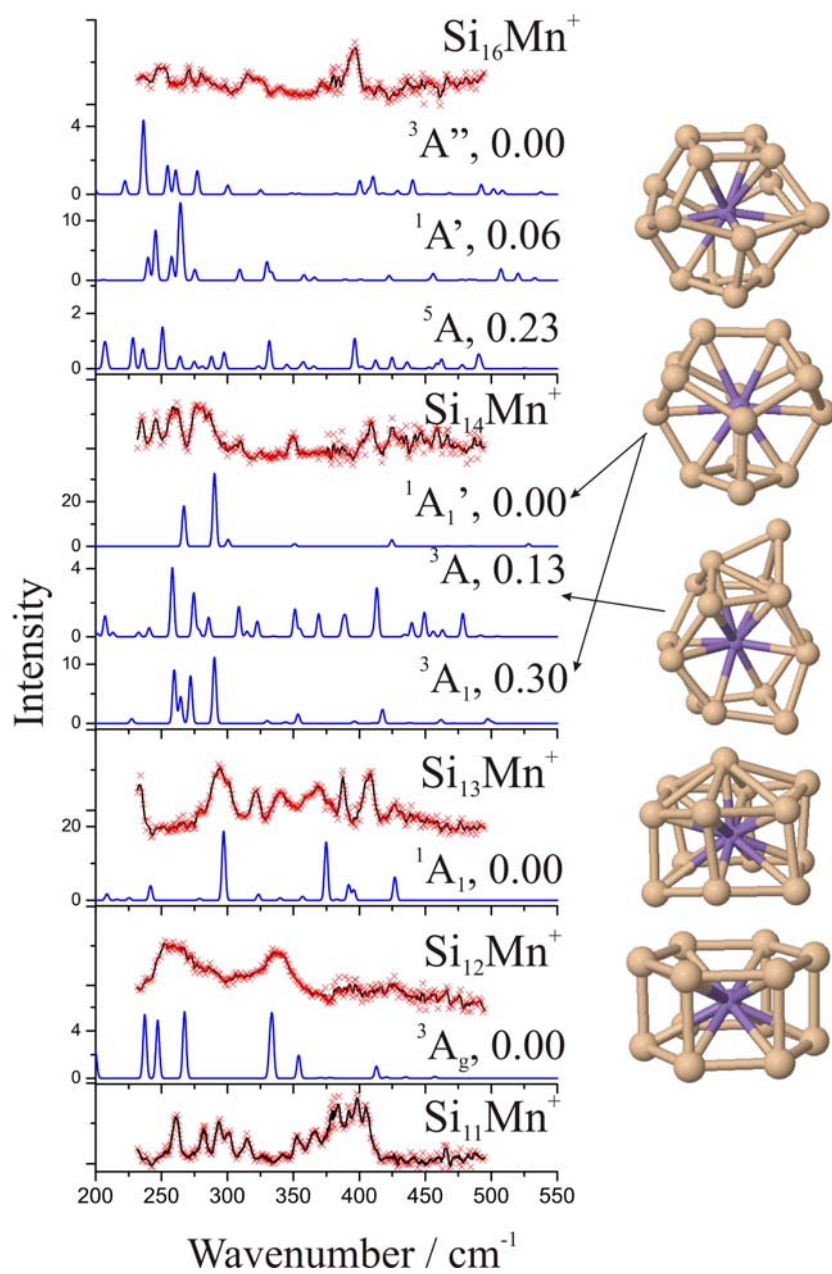 Si16Mn+
4
³A”, 0.00
0
10
¹A’, 0.06
0
2
⁵A, 0.23
0
Si14Mn+
20
¹A1’, 0.00
0
4
³A, 0.13
0
10
³A1, 0.30
0
Si13Mn+
20
¹A1, 0.00
0
Si12Mn+
4
³Ag, 0.00
0
Si11Mn+
200 250 300 350 400 450 500 550
Wavenumber / cm-1
Intensity